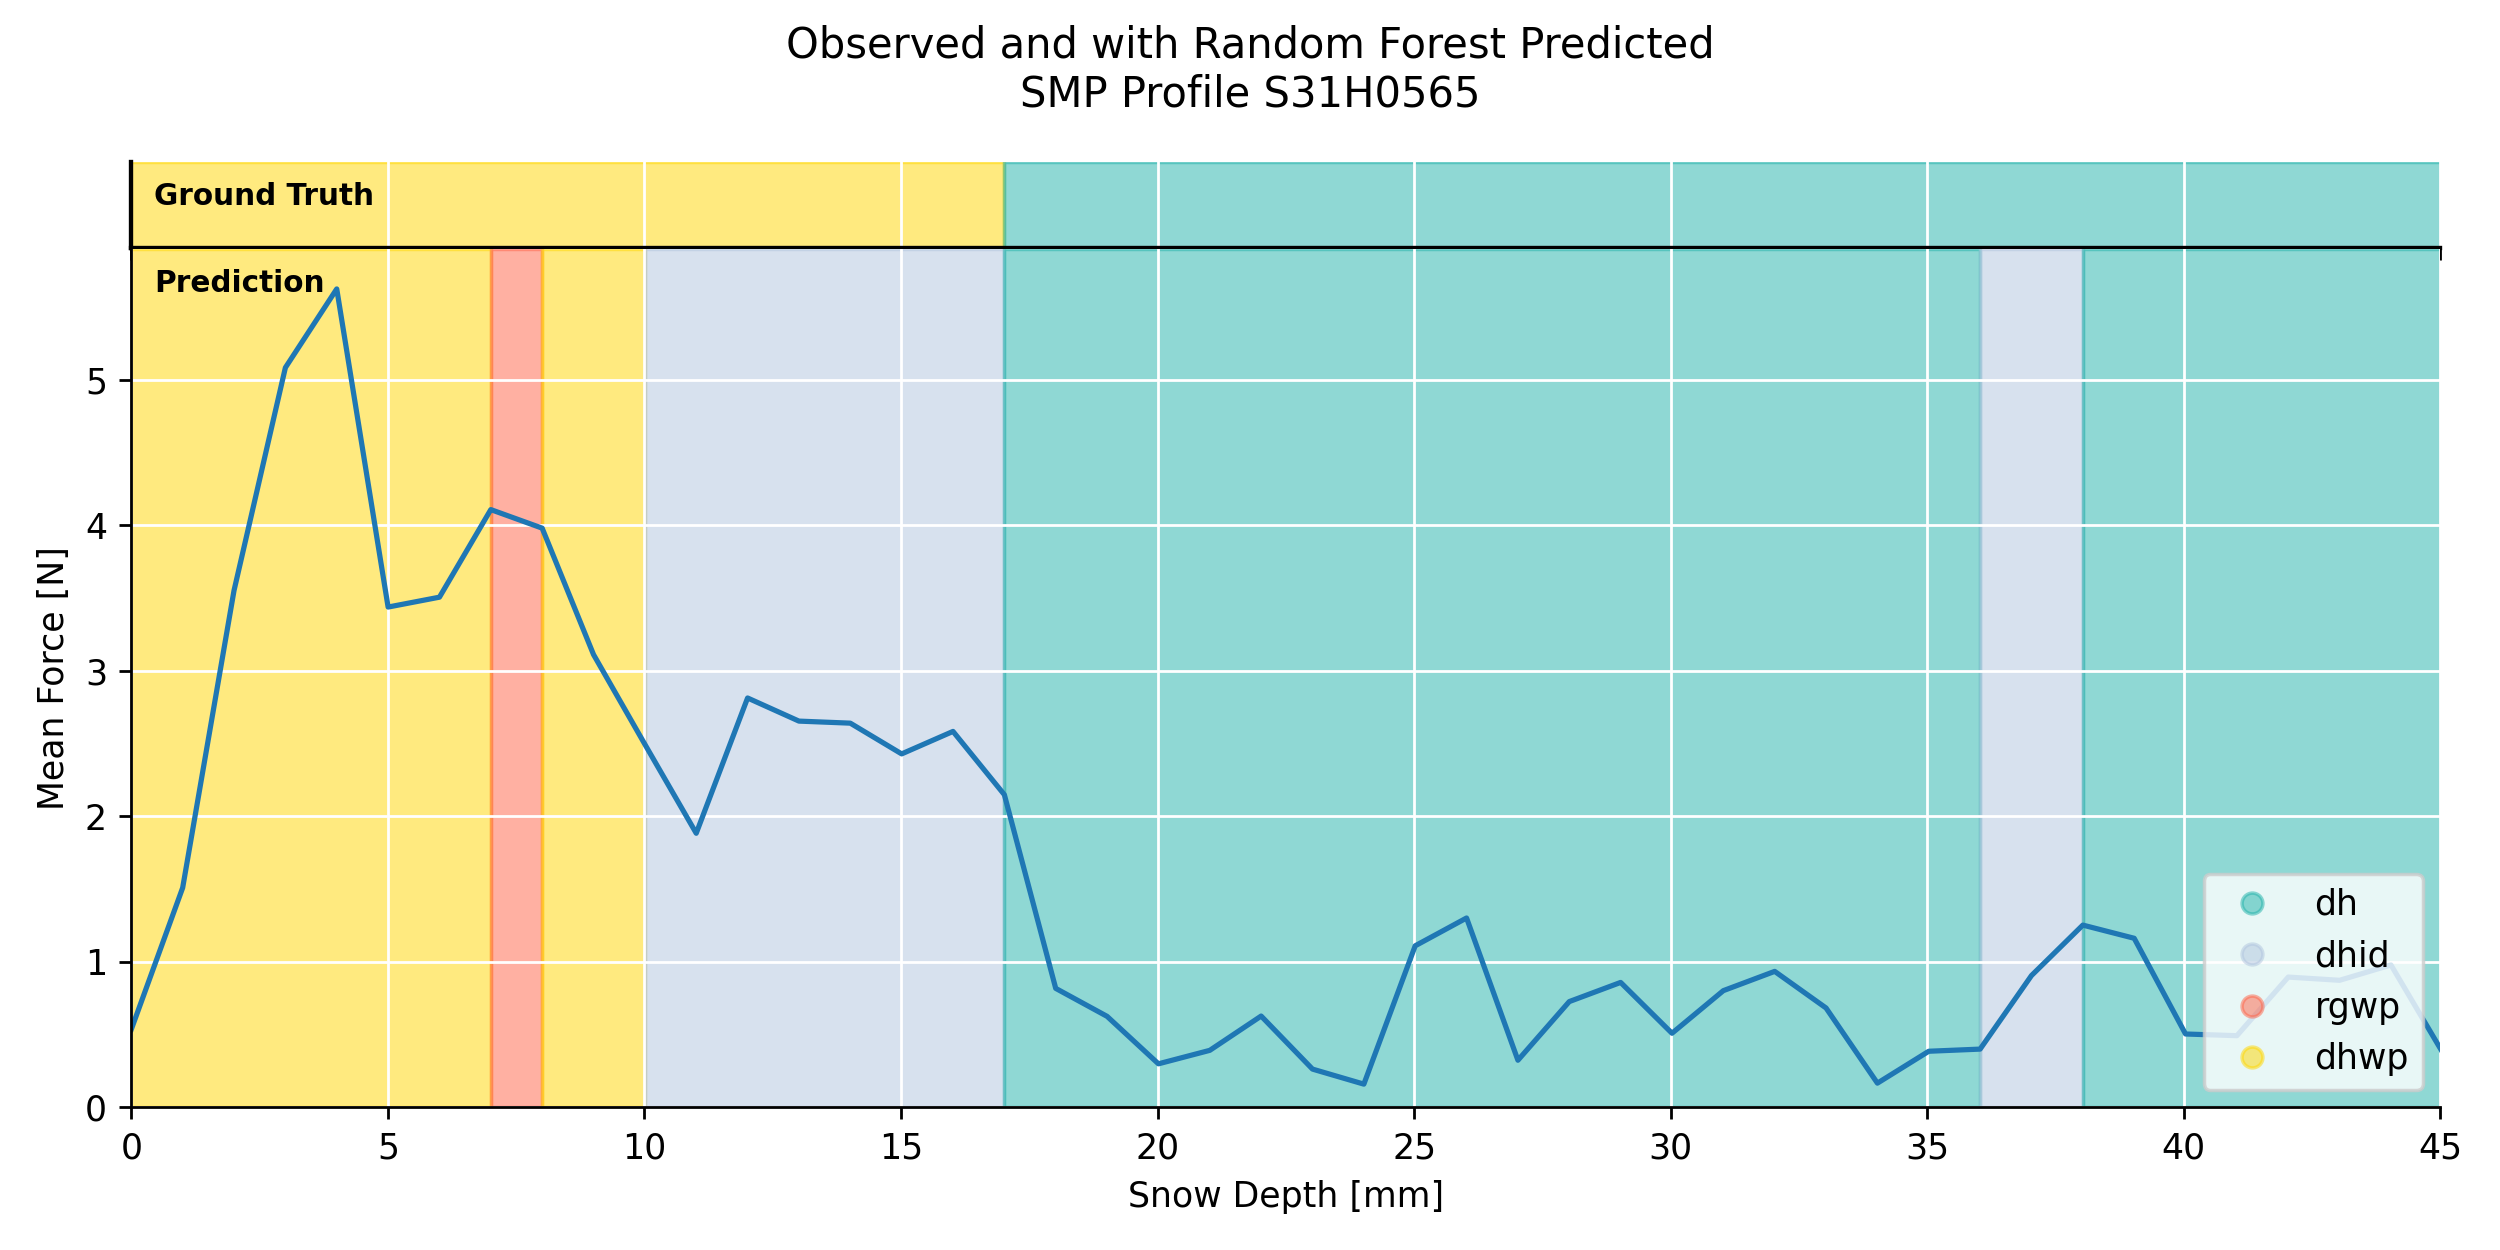 Observed and with Random Forest Predicted
SMP Profile S31H0565
Ground Truth
Prediction
5
4
3
2
1
0
Mean Force [N]
dh
dhid
rgwp
dhwp
0 5 10 15 20 25 30 35 40 45
Snow Depth [mm]